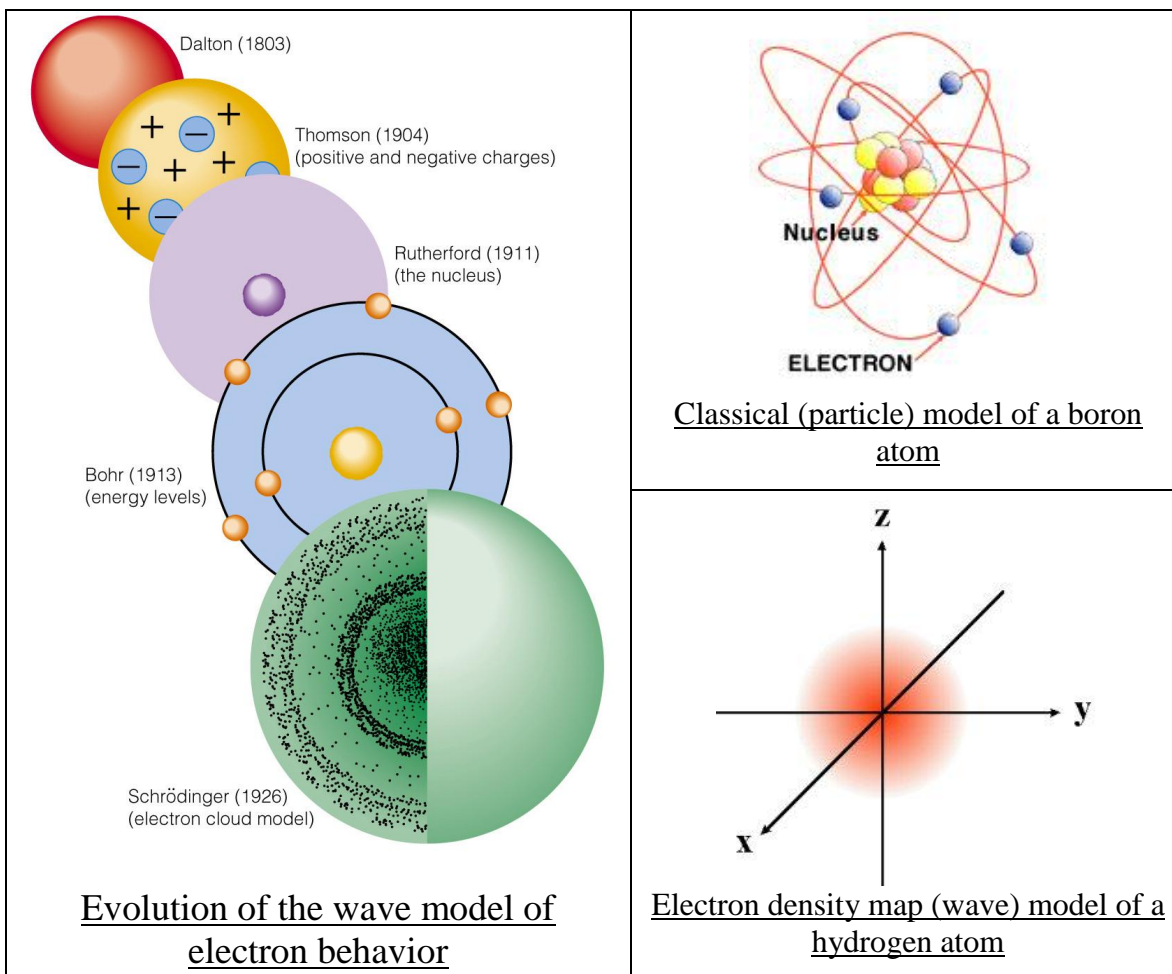 Dalton (1803)
+
+
−
Thomson (1904)
(positive and negative charges)
−
+
+
−
+
−
Rutherford (1911)
(the nucleus)
Bohr (1913)
(energy levels)
Schrödinger (1926)
(electron cloud model)
Evolution of the wave model of
electron behavior
Nucleus
ELECTRON
Classical (particle) model of a boron
atom
z
y
x
Electron density map (wave) model of a
hydrogen atom